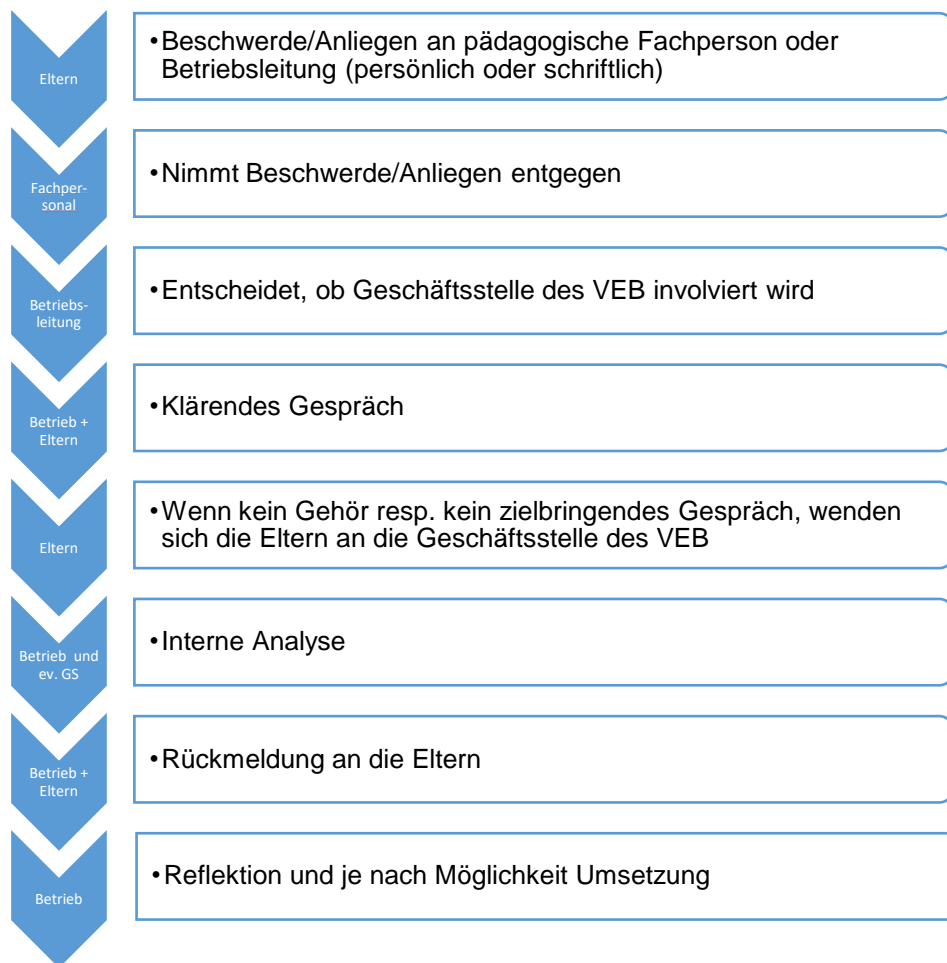 Eltern
•Beschwerde/Anliegen an pädagogische Fachperson oder
Betriebsleitung (persönlich oder schriftlich)
Fachper-
sonal
•Nimmt Beschwerde/Anliegen entgegen
Betriebs-
leitung
•Entscheidet, ob Geschäftsstelle des VEB involviert wird
Betrieb +
Eltern
•Klärendes Gespräch
Eltern
•Wenn kein Gehör resp. kein zielbringendes Gespräch, wenden
sich die Eltern an die Geschäftsstelle des VEB
Betrieb und
ev. GS
•Interne Analyse
Betrieb +
Eltern
•Rückmeldung an die Eltern
Betrieb
•Reflektion und je nach Möglichkeit Umsetzung